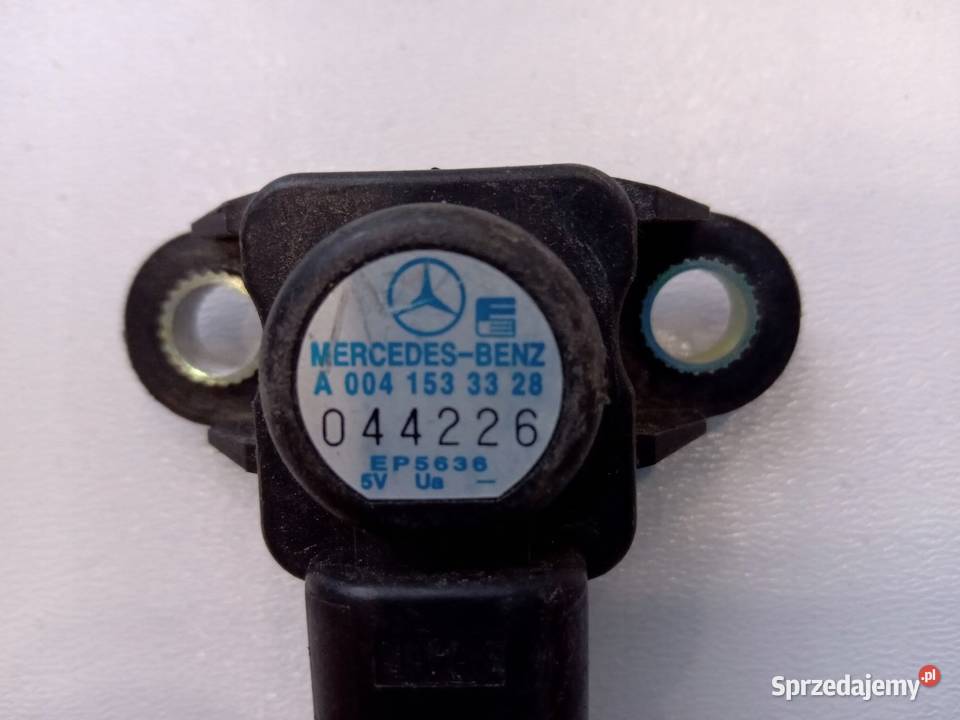 MERCEDES-BENZ
A 004 153 33 28
044226
EP5636
5V Ua –
Sprzedajemy.pl